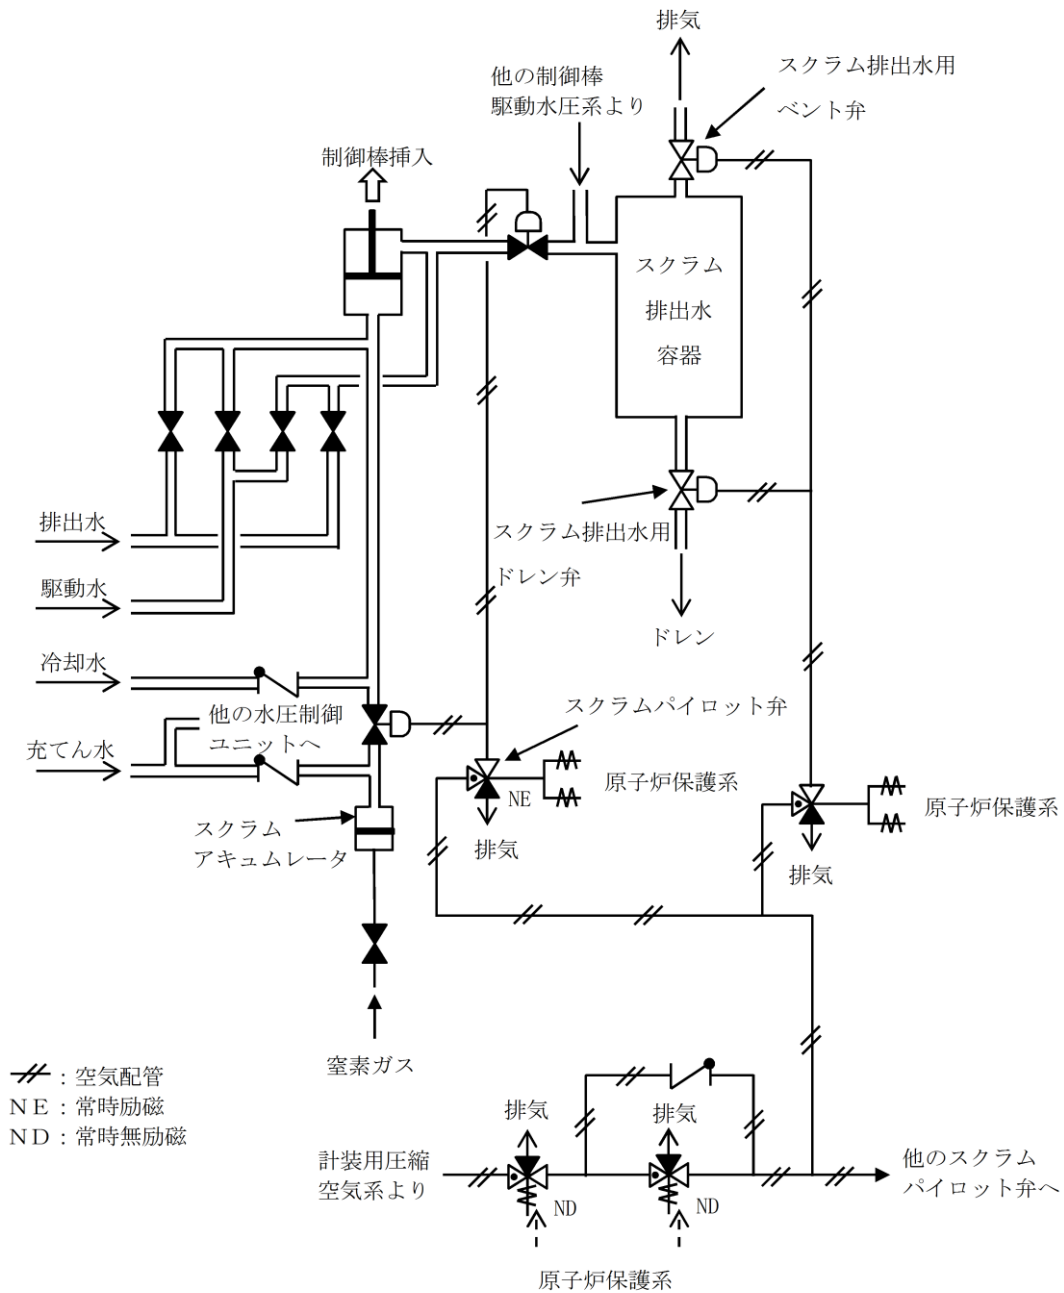 排気
スクラム排出水用
ベント弁
他の制御棒
駆動水圧系より
制御棒挿入
スクラム
排出水
容器
排出水
スクラム排出水用
ドレン弁
駆動水
ドレン
冷却水
他の水圧制御
ユニットへ
スクラムパイロット弁
充てん水
NE
原子炉保護系
原子炉保護系
スクラム
アキュムレータ
排気
排気
窒素ガス
：空気配管
ＮＥ：常時励磁
ＮＤ：常時無励磁
排気
排気
計装用圧縮
空気系より
ND
ND
他のスクラム
パイロット弁へ
原子炉保護系